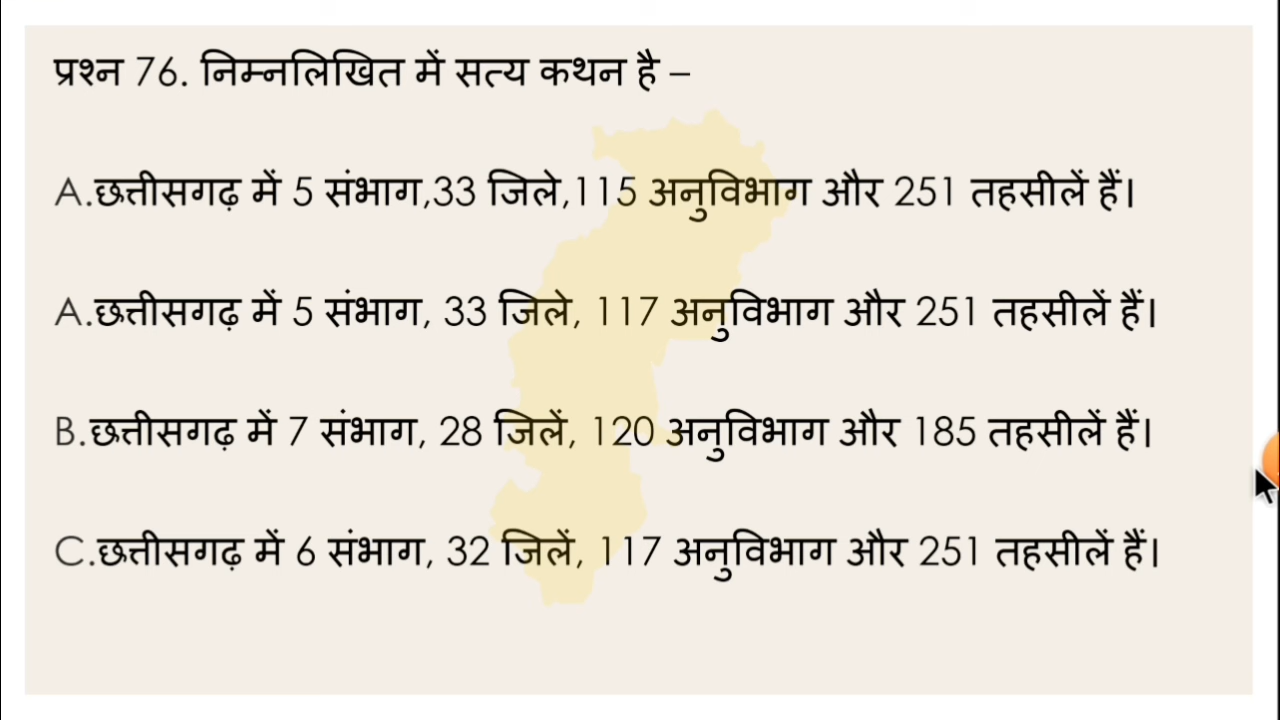 प्रश्न 76. निम्नलिखित में सत्य कथन है –
A.छत्तीसगढ़ में 5 संभाग,33 जिले,115 अनुविभाग और 251 तहसीलें हैं।
A.छत्तीसगढ़ में 5 संभाग, 33 जिले, 117 अनुविभाग और 251 तहसीलें हैं।
B.छत्तीसगढ़ में 7 संभाग, 28 जिलें, 120 अनुविभाग और 185 तहसीलें हैं।
C.छत्तीसगढ़ में 6 संभाग, 32 जिलें, 117 अनुविभाग और 251 तहसीलें हैं।